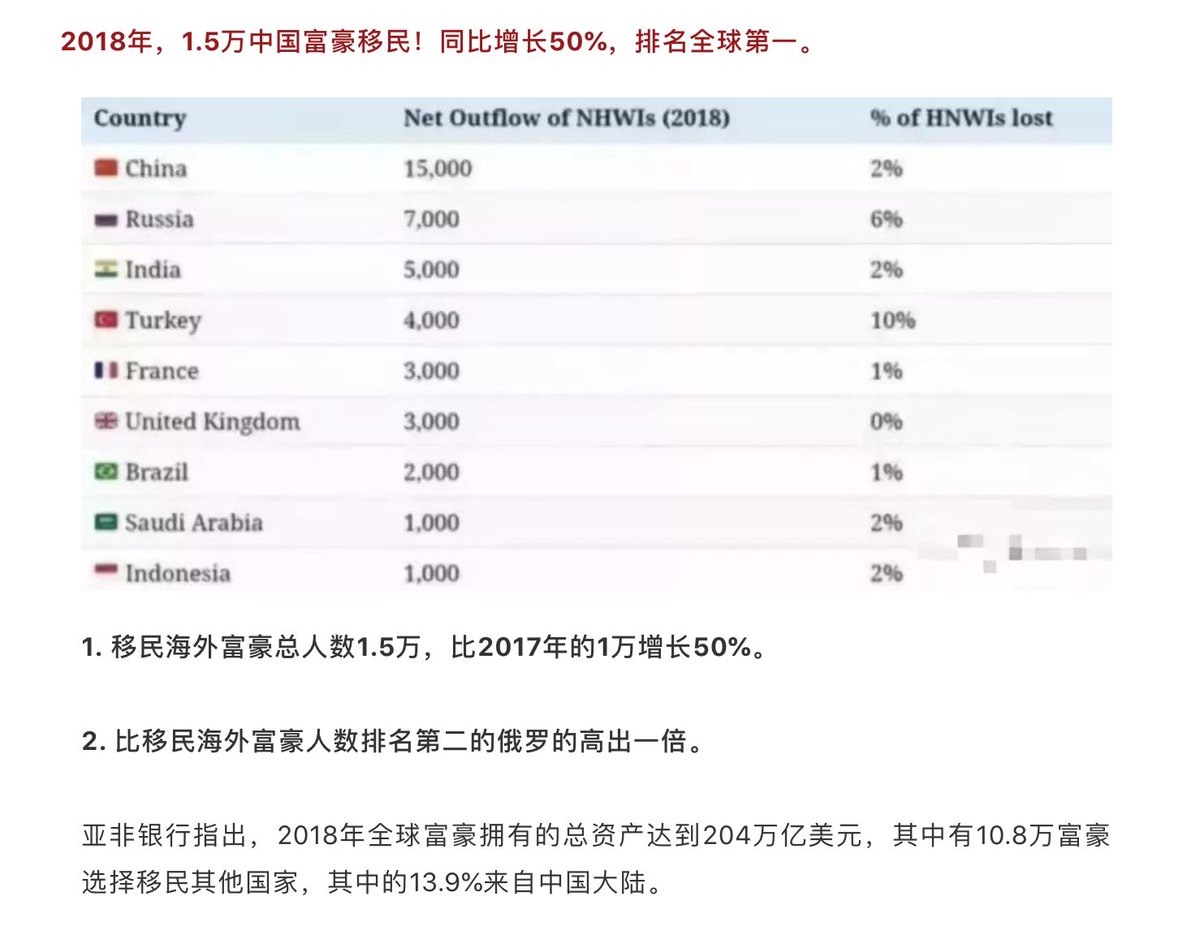 2018年，1.5万中国富豪移民！同比增长50%，排名全球第一。
Country Net Outflow of NHWIs (2018) % of HNWIs lost
China 15,000 2%
Russia 7,000 6%
India 5,000 2%
Turkey 4,000 10%
France 3,000 1%
United Kingdom 3,000 0%
Brazil 2,000 1%
Saudi Arabia 1,000 2%
Indonesia 1,000 2%
1. 移民海外富豪总人数1.5万，比2017年的1万增长50%。
2. 比移民海外富豪人数排名第二的俄罗的高出一倍。
亚非银行指出，2018年全球富豪拥有的总资产达到204万亿美元，其中有10.8万富豪
选择移民其他国家，其中的13.9%来自中国大陆。